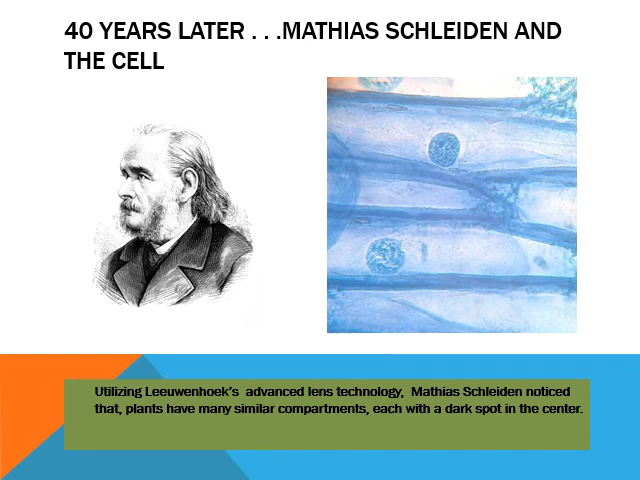 40 YEARS LATER . . .MATHIAS SCHLEIDEN AND
THE CELL
Utilizing Leeuwenhoek's  advanced lens technology,  Mathias Schleiden noticed
that, plants have many similar compartments, each with a dark spot in the center.